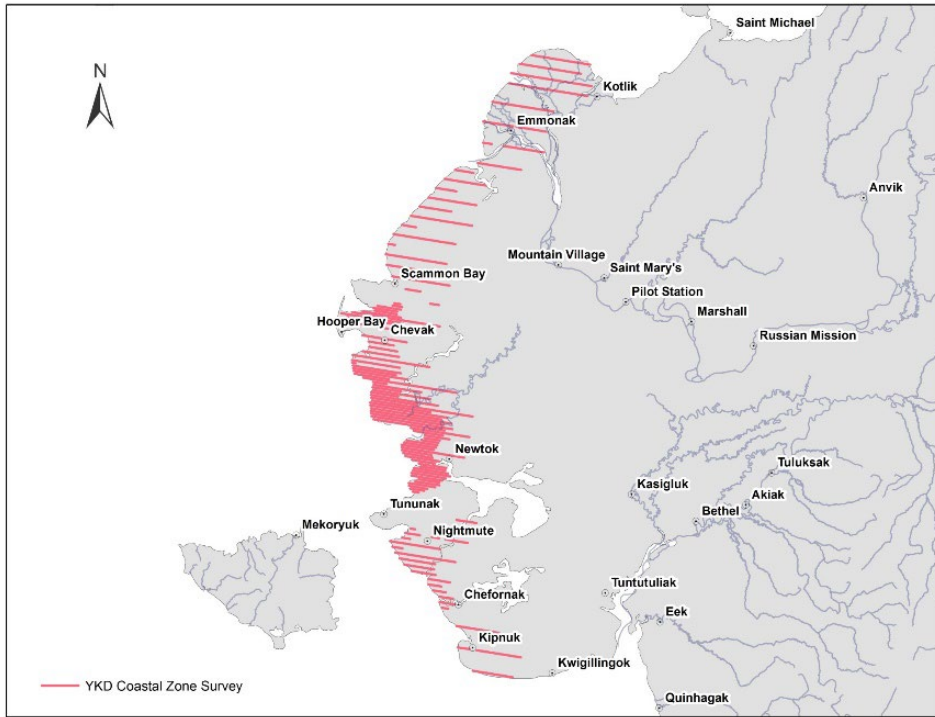 Saint Michael
N
Kotlik
Emmonak
Anvik
Mountain Village
Saint Mary's
Scammon Bay
Pilot Station
Marshall
Hooper Bay
Chevak
Russian Mission
Newtok
Tuluksak
Kasigluk
Akiak
Tununak
Bethel
Mekoryuk
Nightmute
Chefornak
Tuntutuliak
Eek
Kipnuk
Kwigillingok
YKD Coastal Zone Survey
Quinhagak